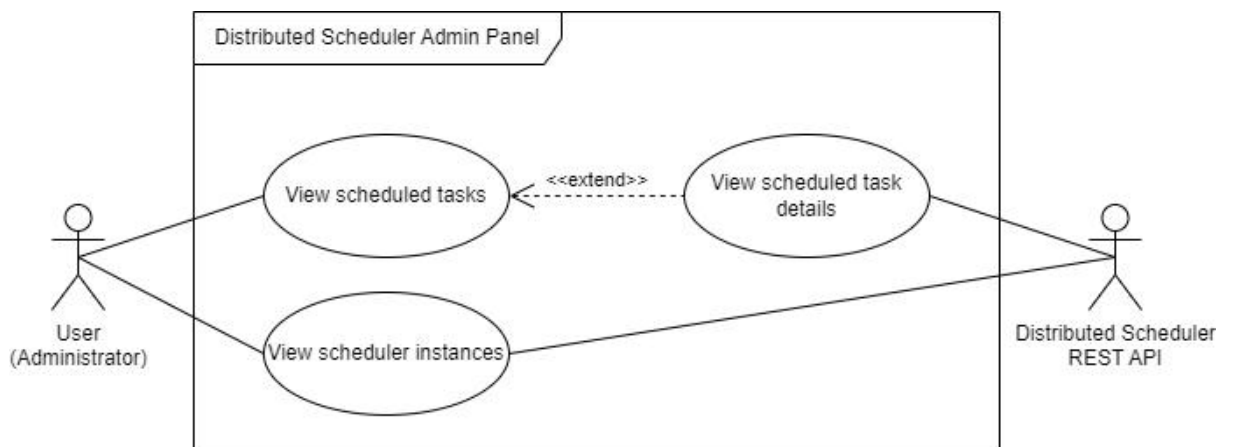 Distributed Scheduler Admin Panel
View scheduled tasks
<<extend>>
View scheduled task
details
User
(Administrator)
View scheduler instances
Distributed Scheduler
REST API